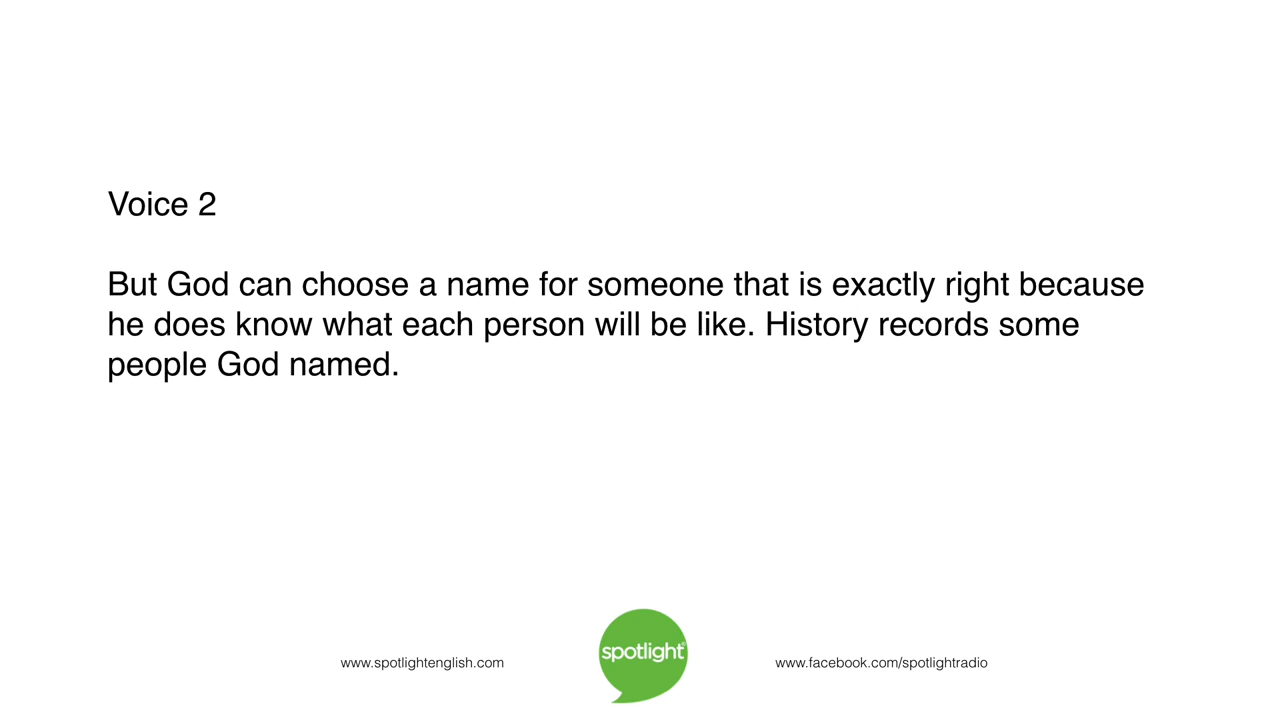 Voice 2
But God can choose a name for someone that is exactly right because
he does know what each person will be like. History records some
people God named.
www.spotlightenglish.com
spotlight®
www.facebook.com/spotlightradio